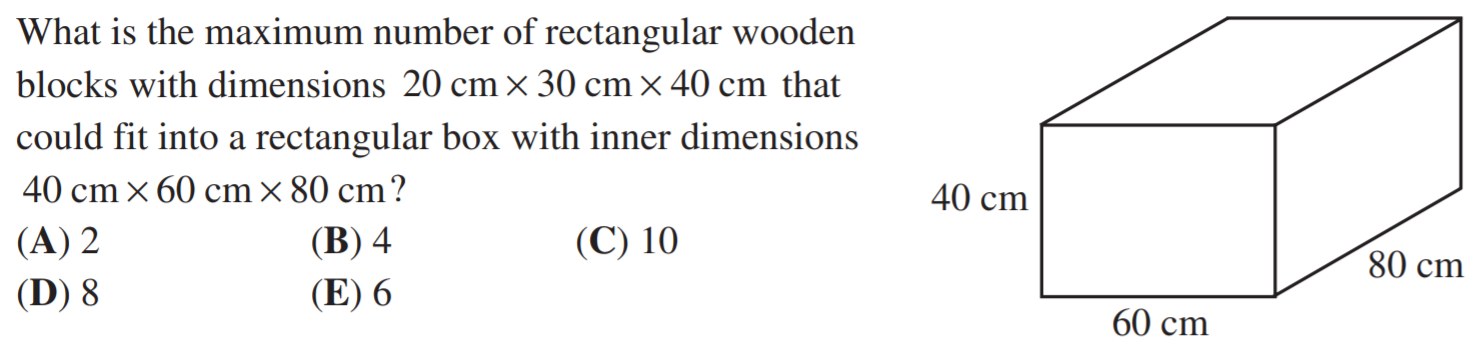 What is the maximum number of rectangular wooden
blocks with dimensions 20 cm × 30 cm × 40 cm that
could fit into a rectangular box with inner dimensions
40 cm × 60 cm × 80 cm?
(A) 2 (B) 4 (C) 10
(D) 8 (E) 6
40 cm
80 cm
60 cm